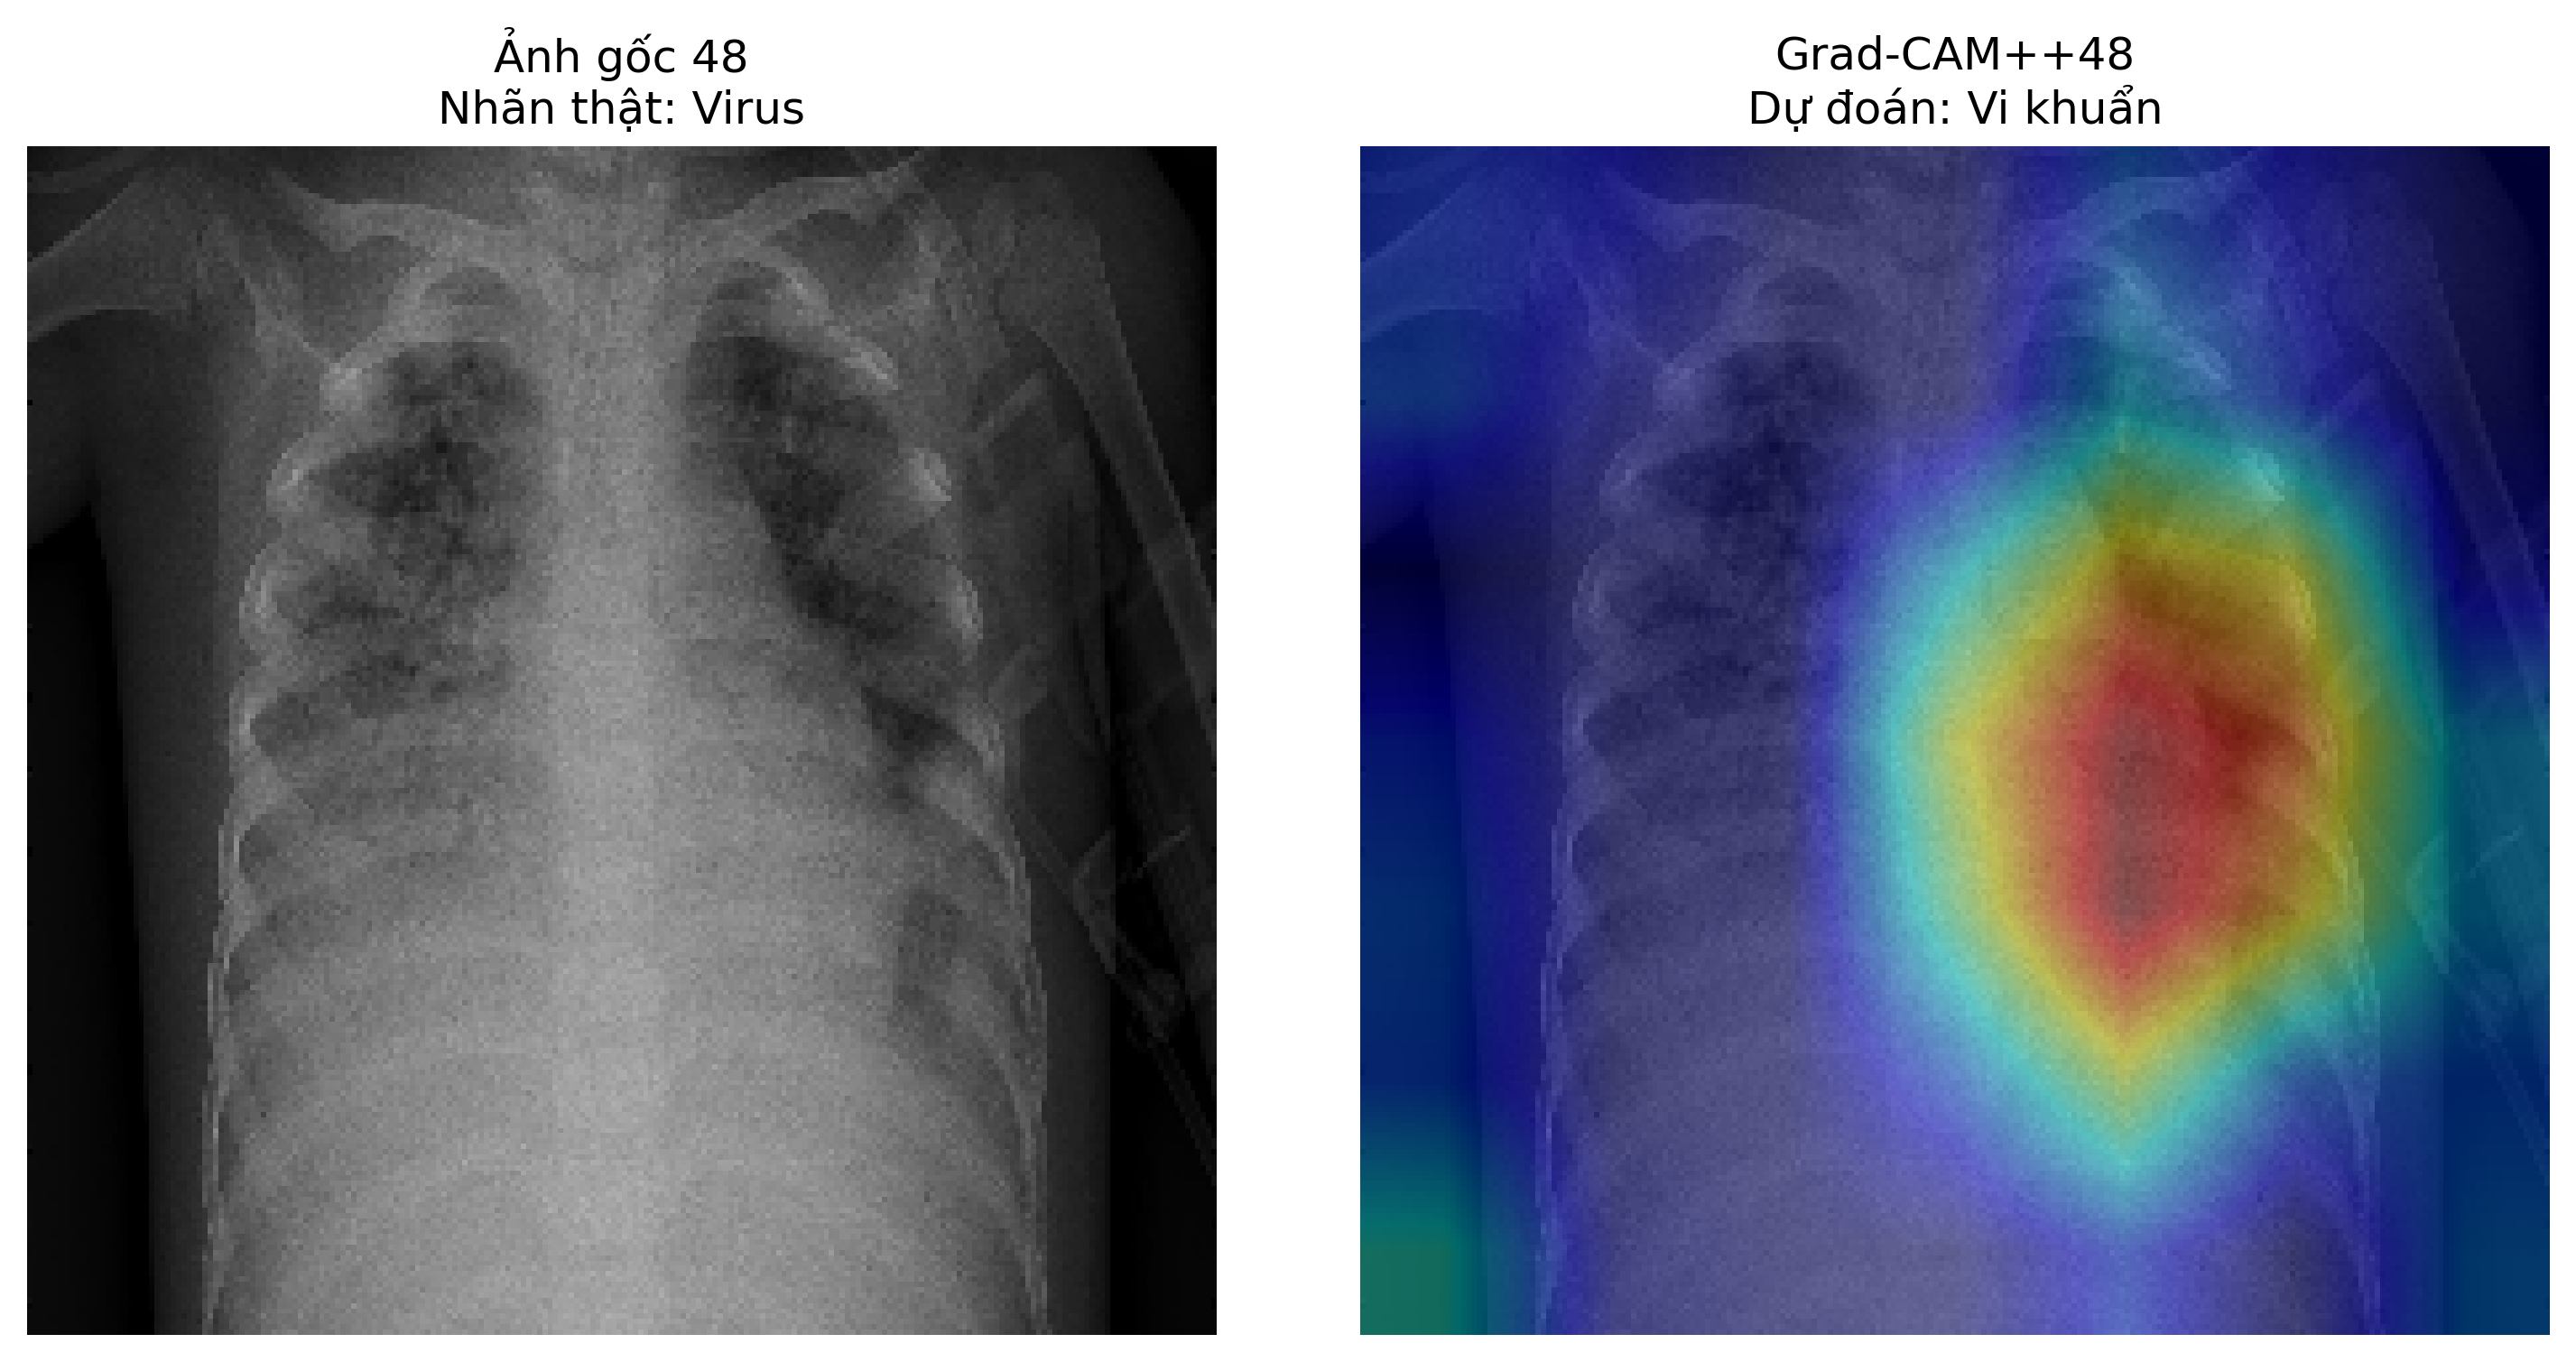 Ảnh gốc 48
Nhãn thật: Virus
Grad-CAM++48
Dự đoán: Vi khuẩn